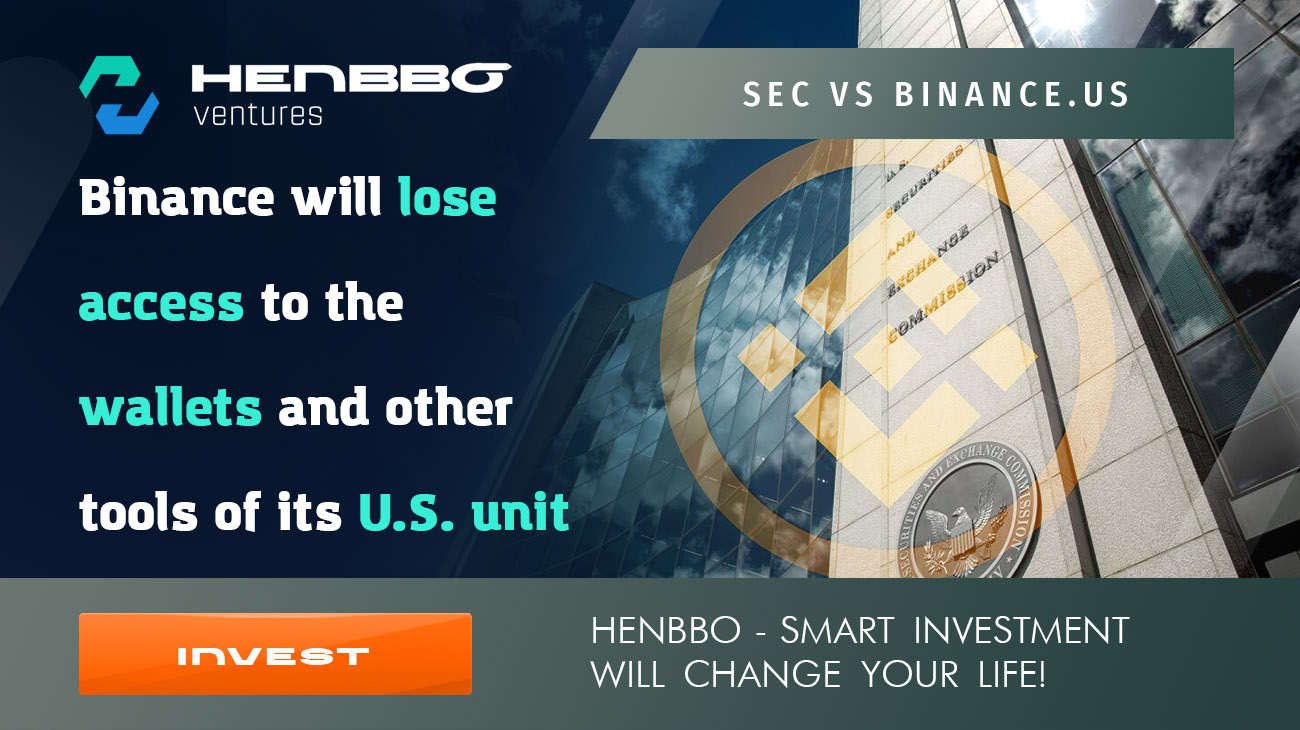 HENBBO
ventures
SEC VS BINANCE.US
Binance will lose
access to the
wallets and other
tools of its U.S. unit
U.S.
SECURITIES
AND
EXCHANGE
COMMISSION
SECURITIES AND EXCHANGE COMMISSION
INVEST
HENBBO - SMART INVESTMENT
WILL CHANGE YOUR LIFE!